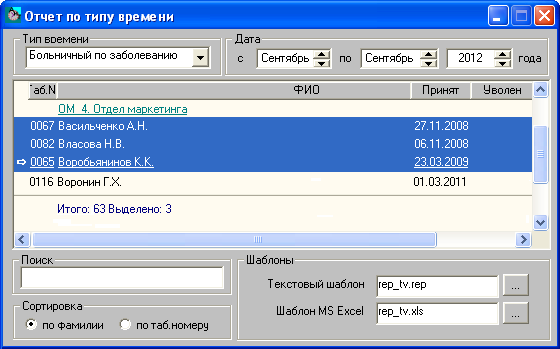 Отчет по типу времени
Тип времени
Больничный по заболеванию
Дата
с Сентябрь по Сентябрь 2012 года
Таб.N ФИО Принят Уволен
ОМ_4. Отдел маркетинга
0067 Васильченко А.Н. 27.11.2008
0082 Власова Н.В. 06.11.2008
0065 Воробьянинов К.К. 23.03.2009
0116 Воронин Г.Х. 01.03.2011
Итого: 63 Выделено: 3
Поиск
Сортировка
по фамилии по таб.номеру
Шаблоны
Текстовый шаблон rep_tv.rep ...
Шаблон MS Excel rep_tv.xls ...